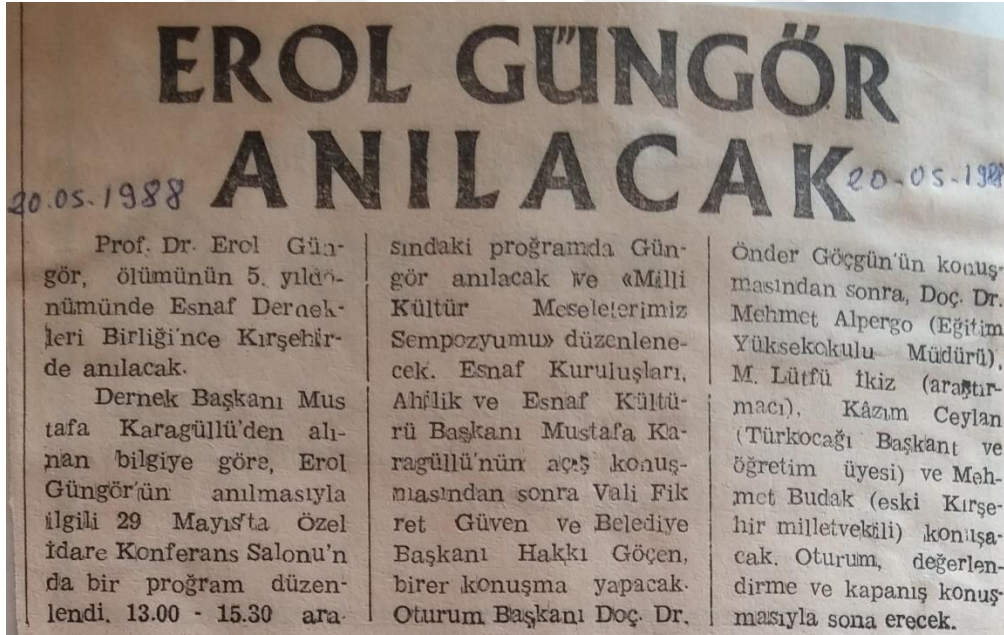 EROL GÜNGÖR
ANILACAK
20.05.1988
20-05-1988
Prof. Dr. Erol Gün-
gör, ölümünün 5. yıldö-
nümünde Esnaf Dernek-
leri Birliği'nce Kırşehir-
de anılacak.
Dernek Başkanı Mus
tafa Karagüllü'den alı-
nan bilgiye göre, Erol
Güngör'ün anılmasıyla
ilgili 29 Mayıs'ta Özel
İdare Konferans Salonu'n
da bir proğram düzen-
lendi. 13.00 - 15.30 ara-
sındaki proğramda Gün-
gör anılacak ve «Milli
Kültür Meselelerimiz
Sempozyumu» düzenlene-
cek. Esnaf Kuruluşları,
Ahilik ve Esnaf Kültü-
rü Başkanı Mustafa Ka-
ragüllü'nün açış konuş-
masından sonra Vali Fik
ret Güven ve Belediye
Başkanı Hakkı Göçen,
birer konuşma yapacak.
Oturum Başkanı Doç. Dr.
Önder Göçgün'ün konuş-
masından sonra, Doç. Dr.
Mehmet Alpergo (Eğitim
Yüksekokulu Müdürü),
M. Lütfü İkiz (araştır-
macı), Kâzım Ceylan
(Türkocağı Başkanı ve
öğretim üyesi) ve Meh-
met Budak (eski Kırşe-
hir milletvekili) konuşa-
cak. Oturum, değerlen-
dirme ve kapanış konuş-
masıyla sona erecek.